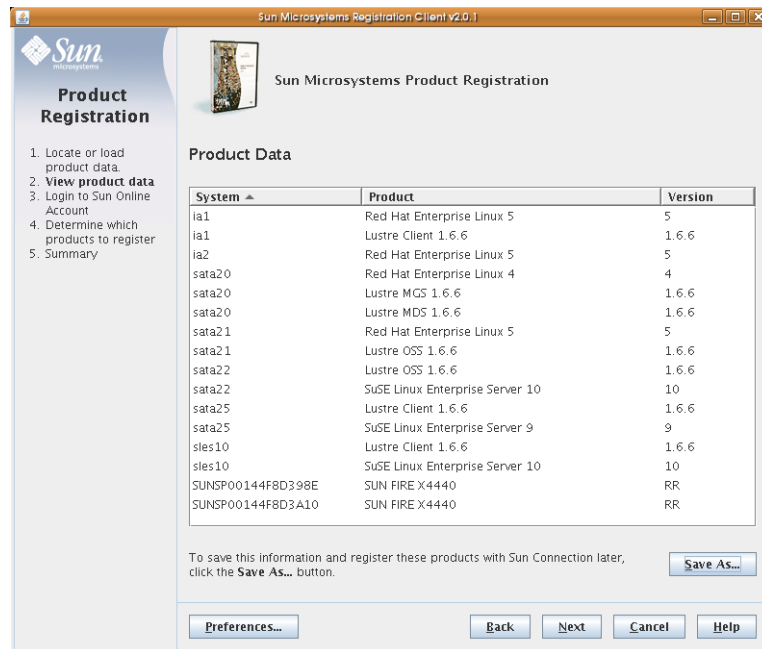 Sun Microsystems Registration Client v2.0.1
Sun
microsystems
Product
Registration
1. Locate or load
product data.
2. View product data
3. Login to Sun Online
Account
4. Determine which
products to register
5. Summary
Sun Microsystems Product Registration
Product Data
System Product Version
ia1 Red Hat Enterprise Linux 5 5
ia1 Lustre Client 1.6.6 1.6.6
ia2 Red Hat Enterprise Linux 5 5
sata20 Red Hat Enterprise Linux 4 4
sata20 Lustre MGS 1.6.6 1.6.6
sata20 Lustre MDS 1.6.6 1.6.6
sata21 Red Hat Enterprise Linux 5 5
sata21 Lustre OSS 1.6.6 1.6.6
sata22 Lustre OSS 1.6.6 1.6.6
sata22 SuSE Linux Enterprise Server 10 10
sata25 Lustre Client 1.6.6 1.6.6
sata25 SuSE Linux Enterprise Server 9 9
sles10 Lustre Client 1.6.6 1.6.6
sles10 SuSE Linux Enterprise Server 10 10
SUNSP00144F8D398E SUN FIRE X4440 RR
SUNSP00144F8D3A10 SUN FIRE X4440 RR
To save this information and register these products with Sun Connection later,
click the Save As... button.
Save As...
Preferences... Back Next Cancel Help